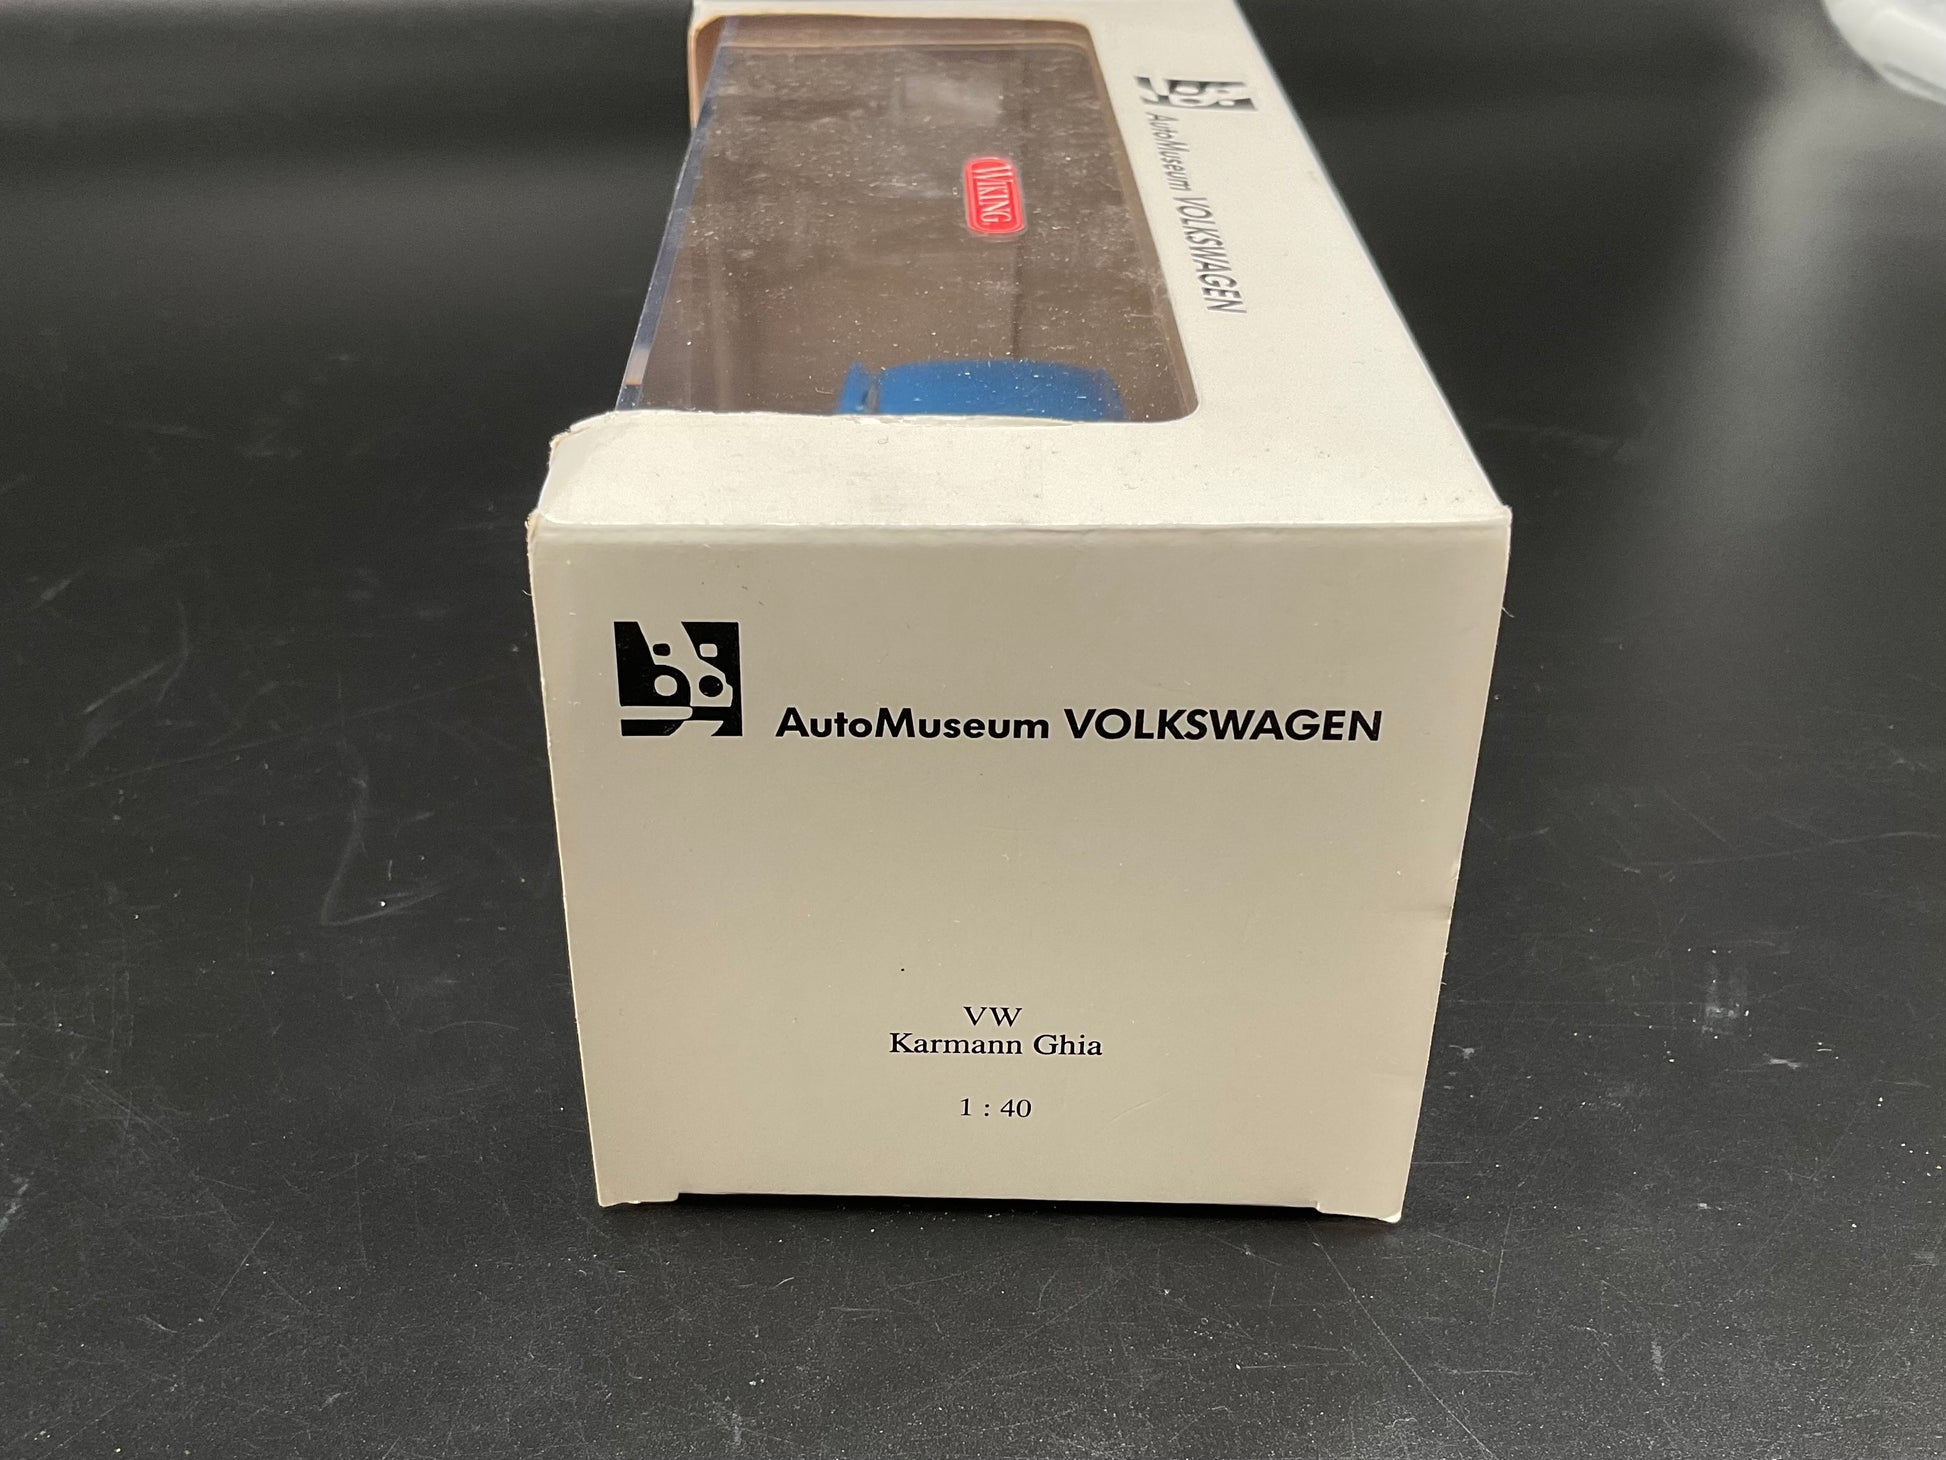 WIKING
AutoMuseum VOLKSWAGEN
AutoMuseum VOLKSWAGEN
VW
Karmann Ghia
1 : 40